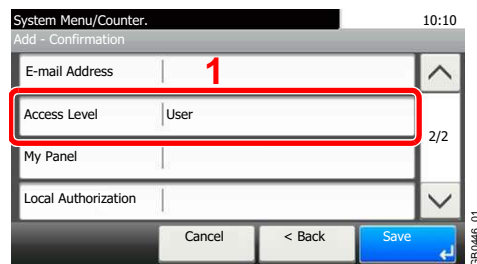 System Menu/Counter. 10:10
Add - Confirmation
E-mail Address 1
Access Level User
2/2
My Panel
Local Authorization
Cancel < Back Save
GB0446_01